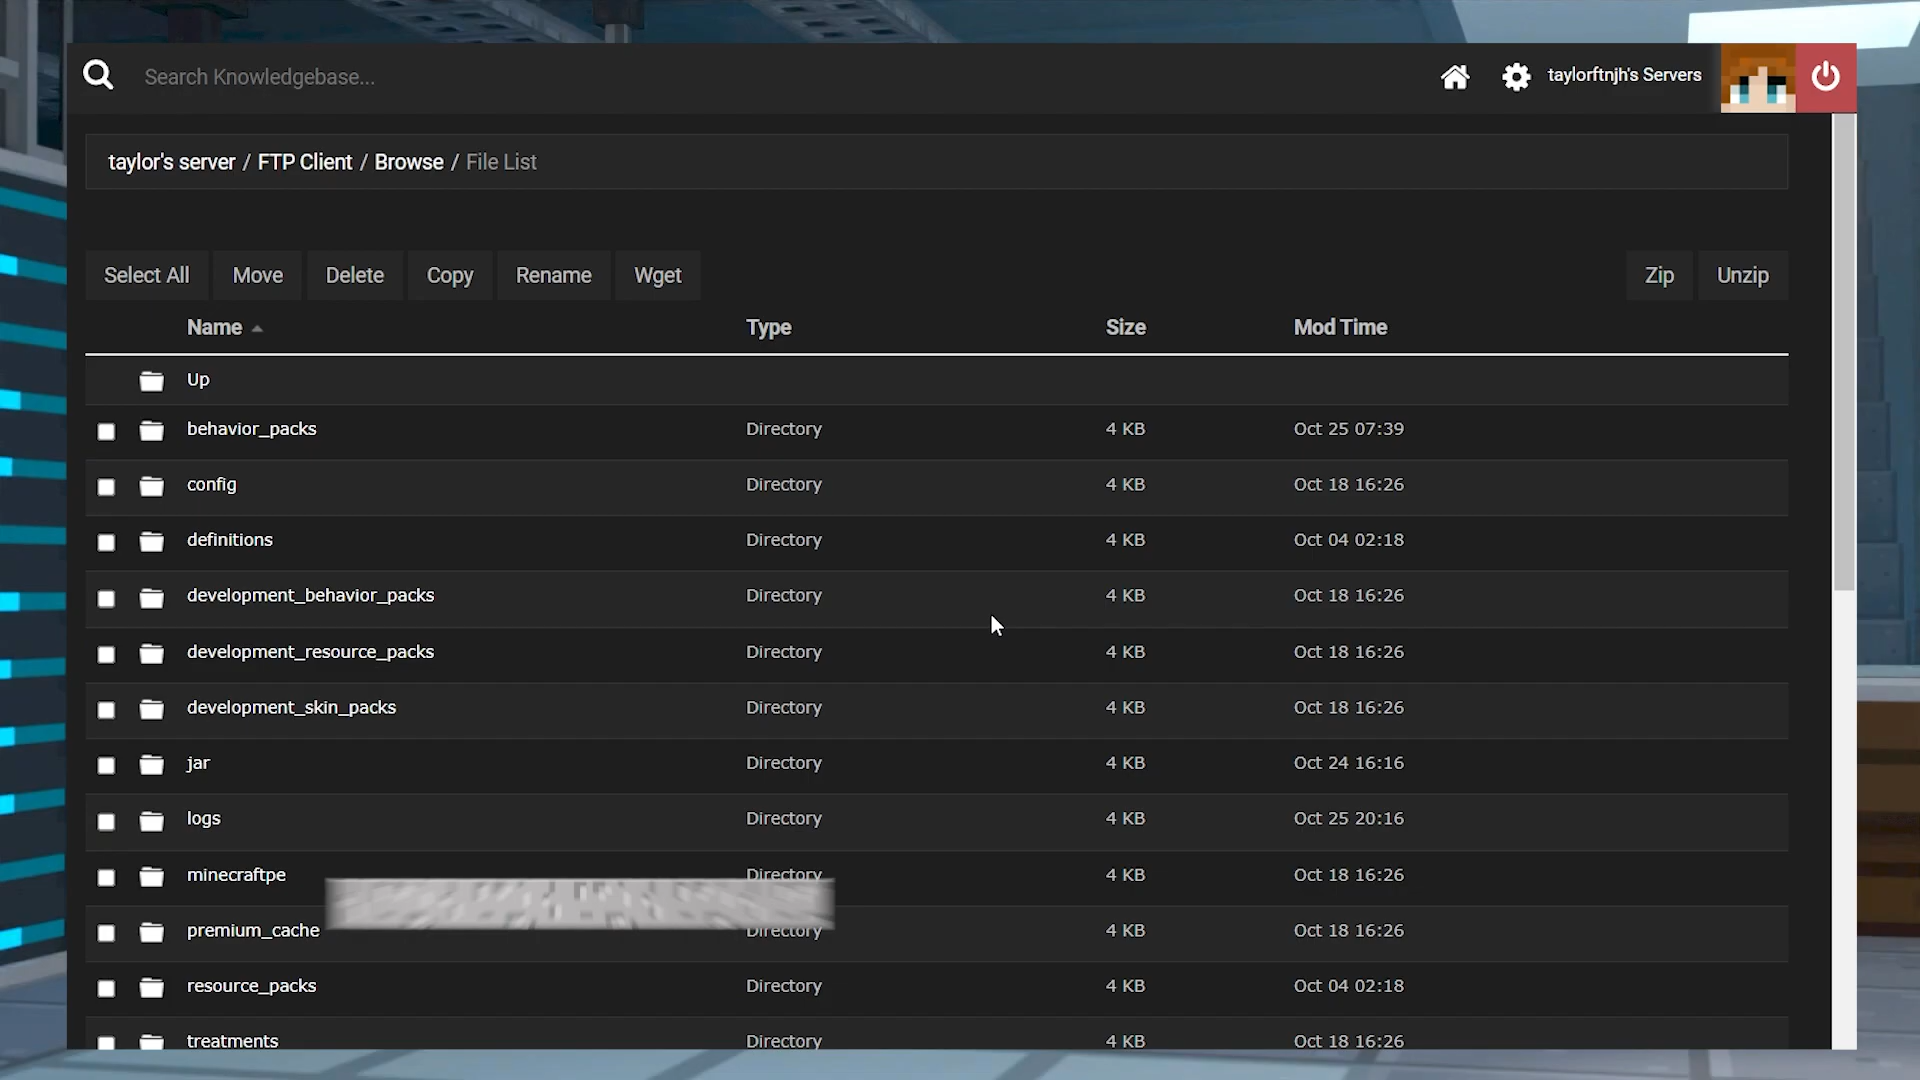 Search Knowledgebase... taylorftnjh's Servers
taylor's server / FTP Client / Browse / File List
Select All Move Delete Copy Rename Wget Zip Unzip
Name Type Size Mod Time
Up
behavior_packs Directory 4 KB Oct 25 07:39
config Directory 4 KB Oct 18 16:26
definitions Directory 4 KB Oct 04 02:18
development_behavior_packs Directory 4 KB Oct 18 16:26
development_resource_packs Directory 4 KB Oct 18 16:26
development_skin_packs Directory 4 KB Oct 18 16:26
jar Directory 4 KB Oct 24 16:16
logs Directory 4 KB Oct 25 20:16
minecraftpe Directory 4 KB Oct 18 16:26
premium_cache Directory 4 KB Oct 18 16:26
resource_packs Directory 4 KB Oct 04 02:18
treatments Directory 4 KB Oct 18 16:26